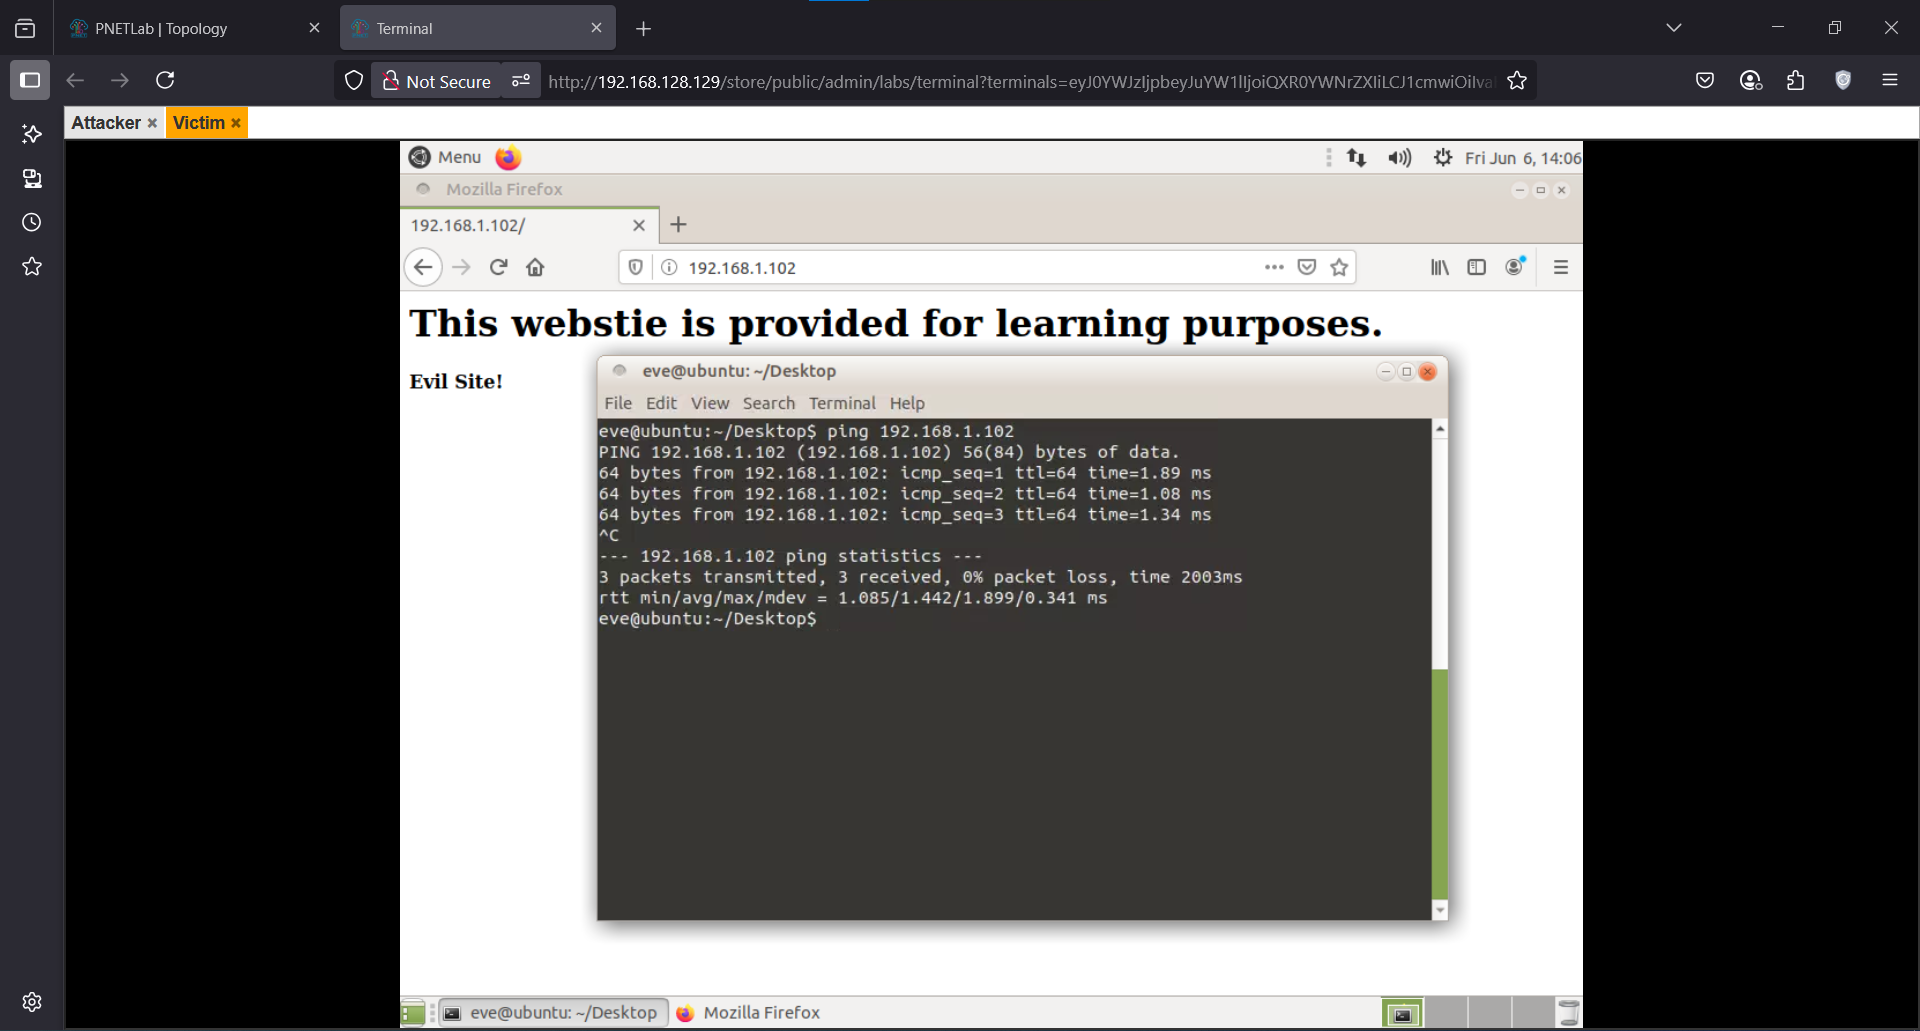 PNETLab | Topology
Terminal
Not Secure
http://192.168.128.129/store/public/admin/labs/terminal?terminals=
Attacker
Victim
Menu
Fri Jun 6, 14:06
Mozilla Firefox
192.168.1.102/
192.168.1.102
This webstie is provided for learning purposes.
Evil Site!
eve@ubuntu: ~/Desktop
File Edit View Search Terminal Help
eve@ubuntu:~/Desktop$ ping 192.168.1.102
PING 192.168.1.102 (192.168.1.102) 56(84) bytes of data.
64 bytes from 192.168.1.102: icmp_seq=1 ttl=64 time=1.89 ms
64 bytes from 192.168.1.102: icmp_seq=2 ttl=64 time=1.08 ms
64 bytes from 192.168.1.102: icmp_seq=3 ttl=64 time=1.34 ms
^C
--- 192.168.1.102 ping statistics ---
3 packets transmitted, 3 received, 0% packet loss, time 2003ms
rtt min/avg/max/mdev = 1.085/1.442/1.899/0.341 ms
eve@ubuntu:~/Desktop$
eve@ubuntu: ~/Desktop
Mozilla Firefox